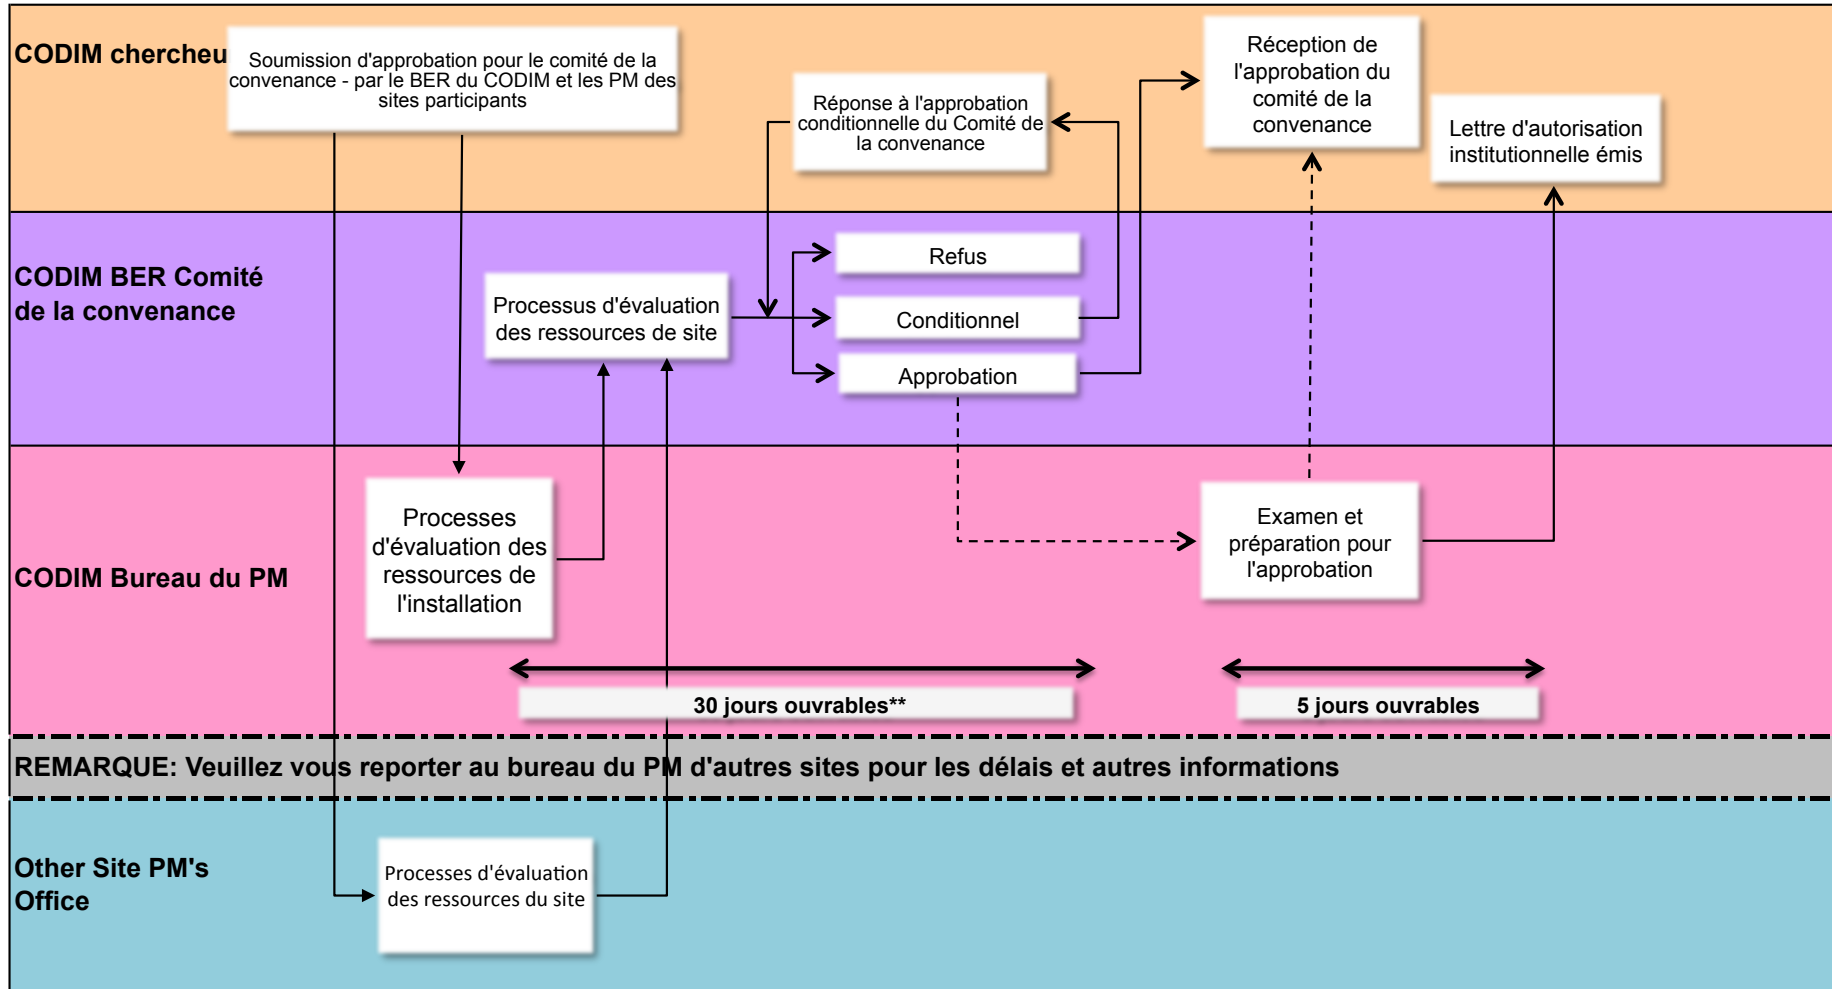 CODIM chercheu
Soumission d'approbation pour le comité de la
convenance - par le BER du CODIM et les PM des
sites participants
Réponse à l'approbation
conditionnelle du Comité de
la convenance
Réception de
l'approbation du
comité de la
convenance
Lettre d'autorisation
institutionnelle émis
CODIM BER Comité
de la convenance
Processus d'évaluation
des ressources de site
Refus
Conditionnel
Approbation
CODIM Bureau du PM
Processes
d'évaluation des
ressources de
l'installation
Examen et
préparation pour
l'approbation
30 jours ouvrables**
5 jours ouvrables
REMARQUE: Veuillez vous reporter au bureau du PM d'autres sites pour les délais et autres informations
Other Site PM's
Office
Processes d'évaluation
des ressources du site